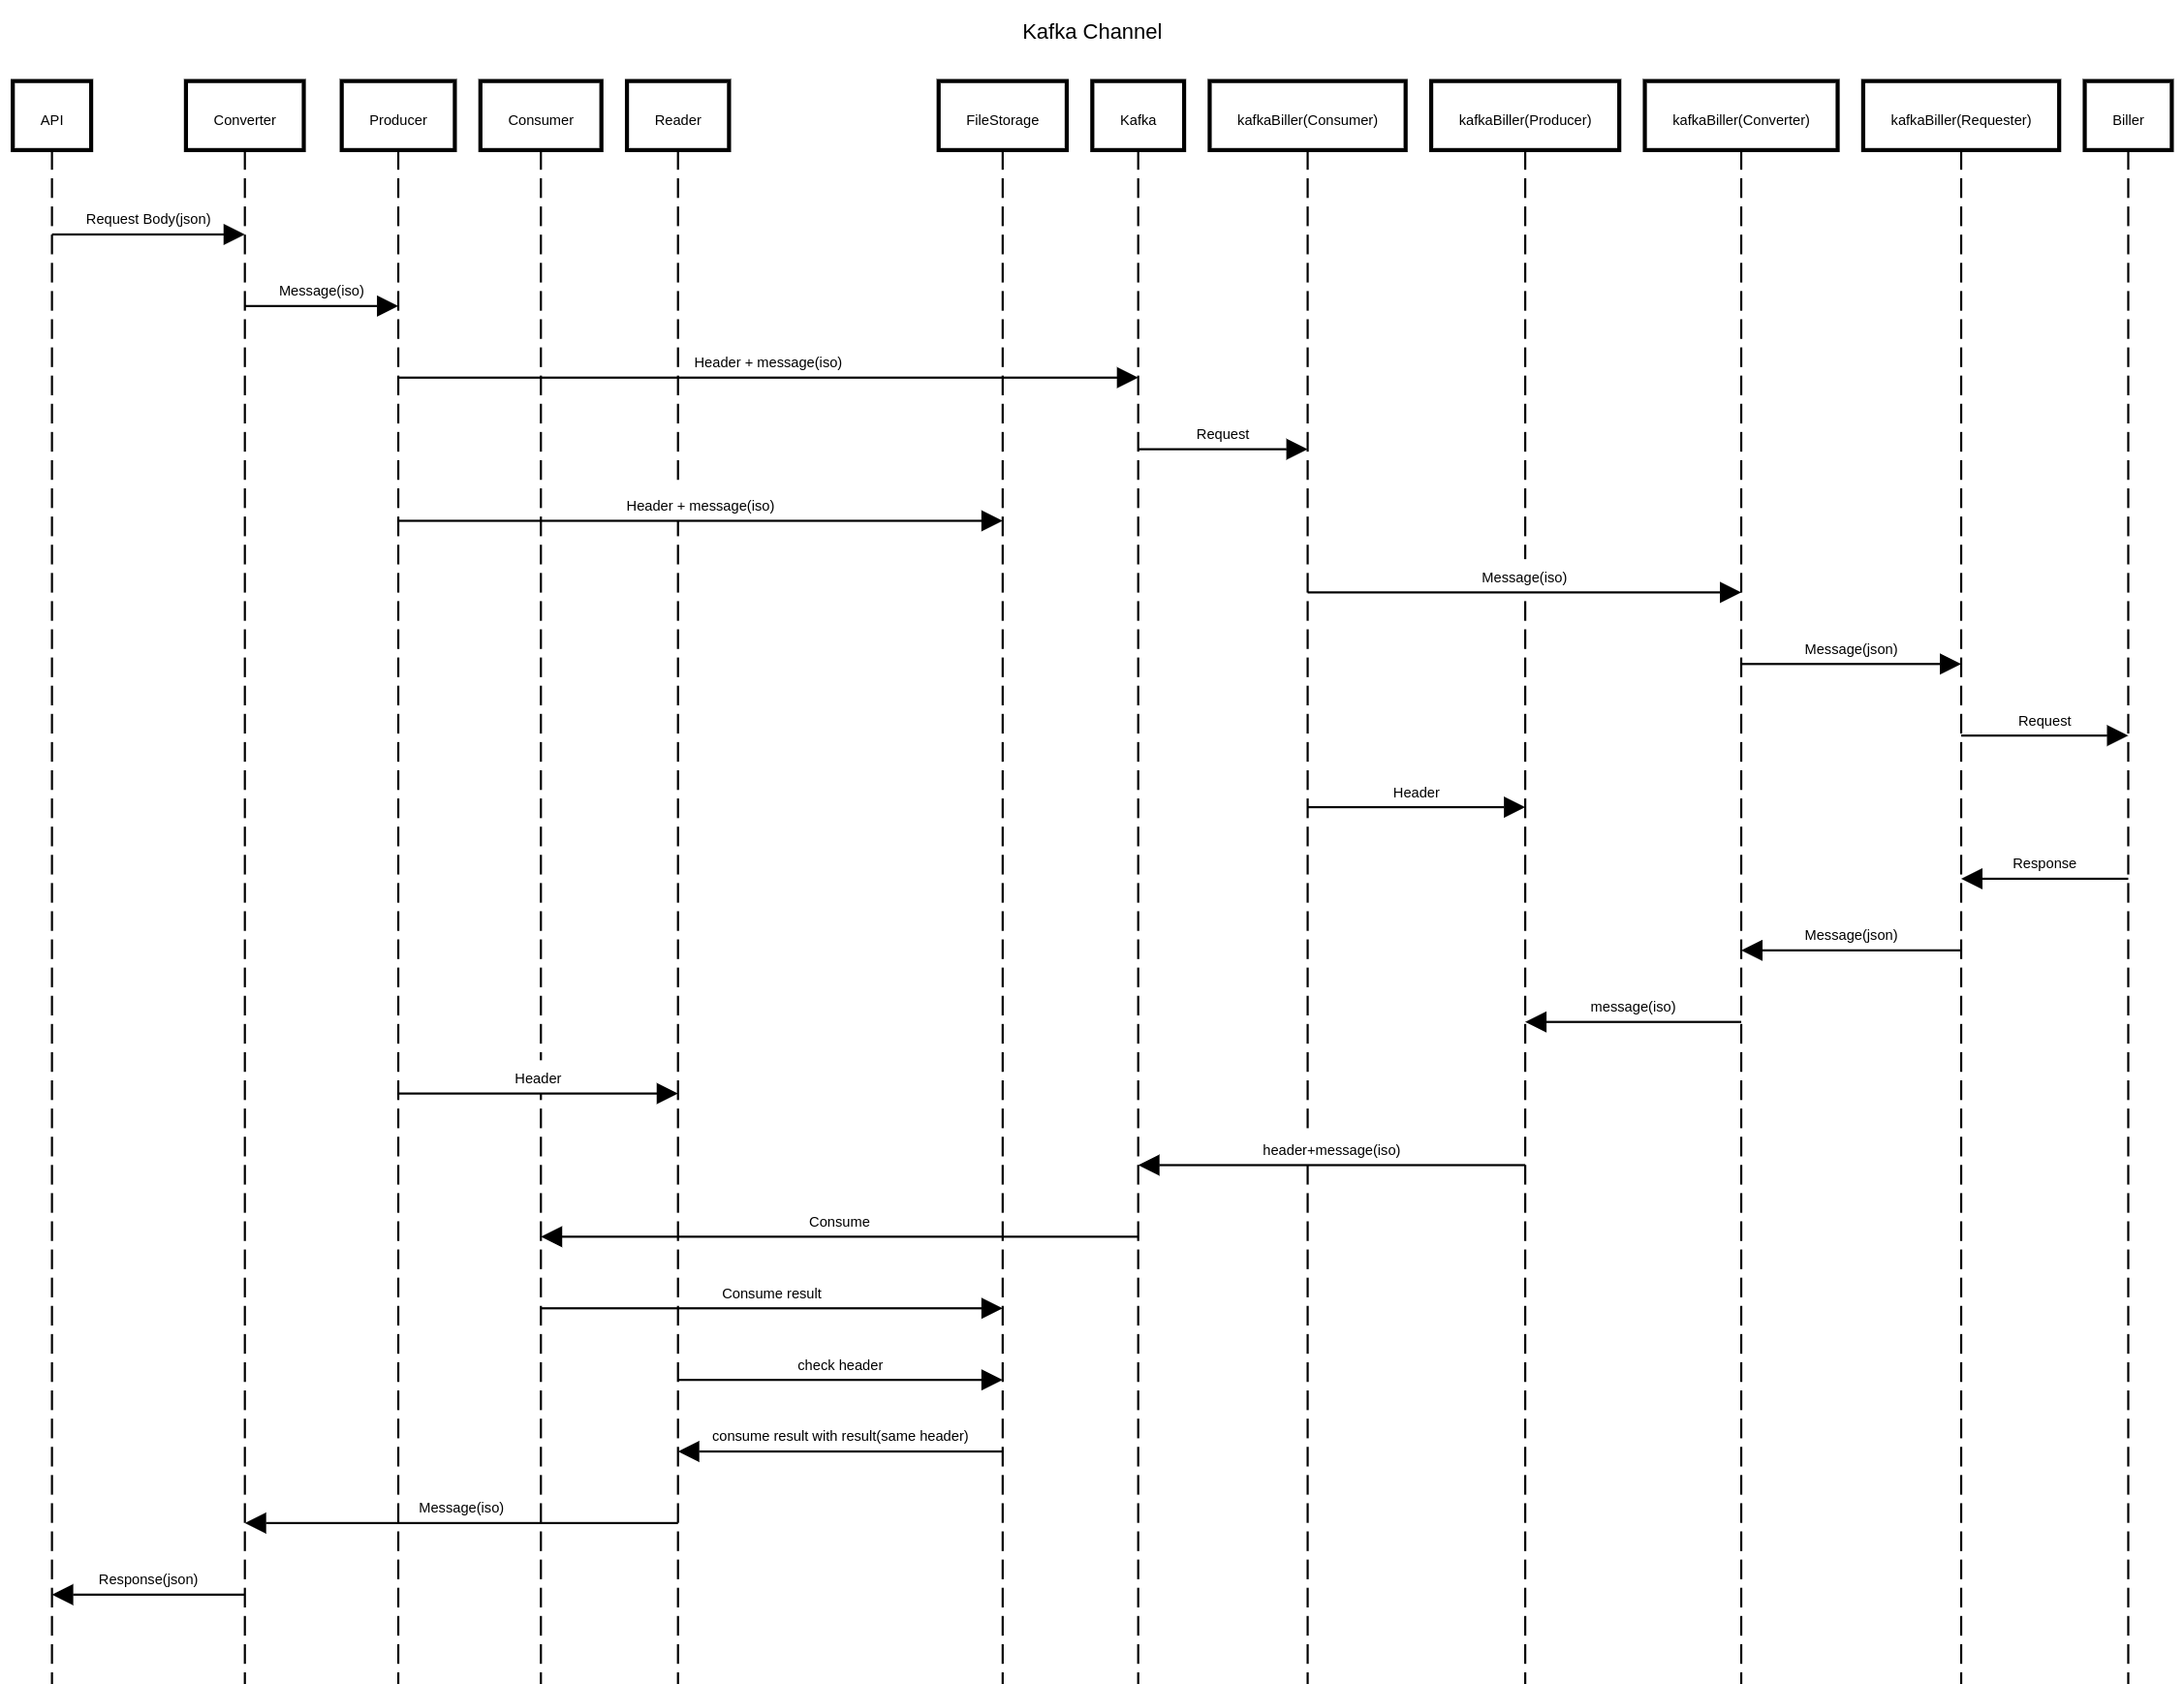 Kafka Channel
API
Converter
Producer
Consumer
Reader
FileStorage
Kafka
kafkaBiller(Consumer)
kafkaBiller(Producer)
kafkaBiller(Converter)
kafkaBiller(Requester)
Biller
Request Body(json)
Message(iso)
Header + message(iso)
Request
Header + message(iso)
Message(iso)
Message(json)
Request
Header
Response
Message(json)
message(iso)
Header
header+message(iso)
Consume
Consume result
check header
consume result with result(same header)
Message(iso)
Response(json)